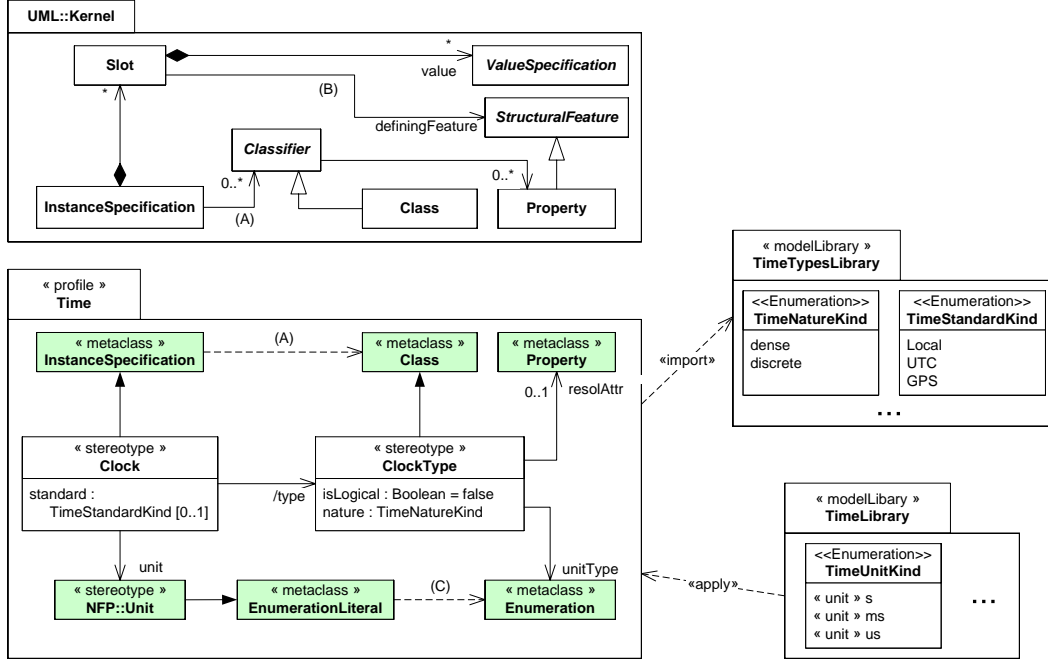 UML::Kernel
Slot
*
value
ValueSpecification
(B)
*
definingFeature
StructuralFeature
Classifier
0..*
0..*
InstanceSpecification
(A)
Class
Property
« profile »
Time
« metaclass »
InstanceSpecification
(A)
« metaclass »
Class
« metaclass »
Property
0..1
resolAttr
« stereotype »
Clock
standard :
TimeStandardKind [0..1]
/type
« stereotype »
ClockType
isLogical : Boolean = false
nature : TimeNatureKind
unit
unitType
« stereotype »
NFP::Unit
« metaclass »
EnumerationLiteral
(C)
« metaclass »
Enumeration
«import»
« modelLibrary »
TimeTypesLibrary
<<Enumeration>>
TimeNatureKind
dense
discrete
<<Enumeration>>
TimeStandardKind
Local
UTC
GPS
...
«apply»
« modelLibary »
TimeLibrary
<<Enumeration>>
TimeUnitKind
« unit » s
« unit » ms
« unit » us
...